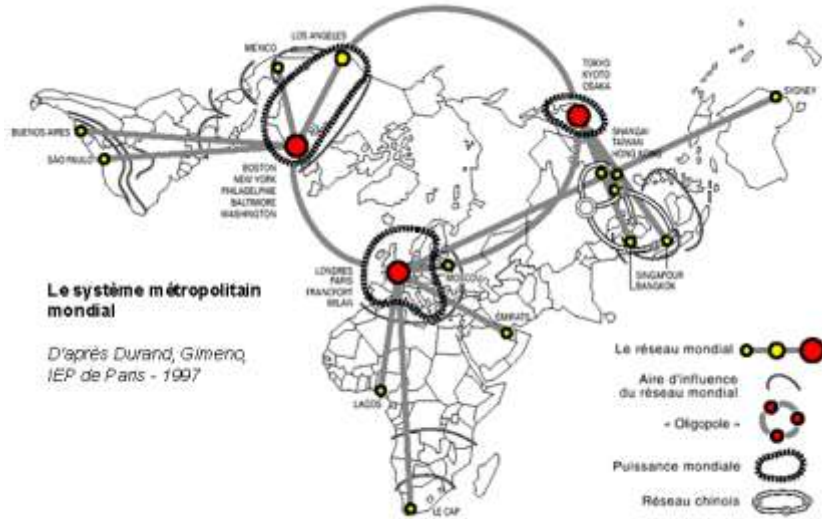 LOS ANGELES
MEXICO
TOKYO
KYOTO
OSAKA
SYDNEY
BUENOS-AIRES
SÃO PAULO
SHANGAI
TAIWAN
HONG KONG
BOSTON
NEW YORK
PHILADELPHIE
BALTIMORE
WASHINGTON
LONDRES
PARIS
FRANCFORT
MILAN
MOSCOU
SINGAPOUR
BANGKOK
ÉMIRATS
LAGOS
LE CAP
Le système métropolitain
mondial
D'après Durand, Gimeno,
IEP de Paris - 1997
Le réseau mondial
Aire d'influence
du réseau mondial
« Oligopole »
Puissance mondiale
Réseau chinois